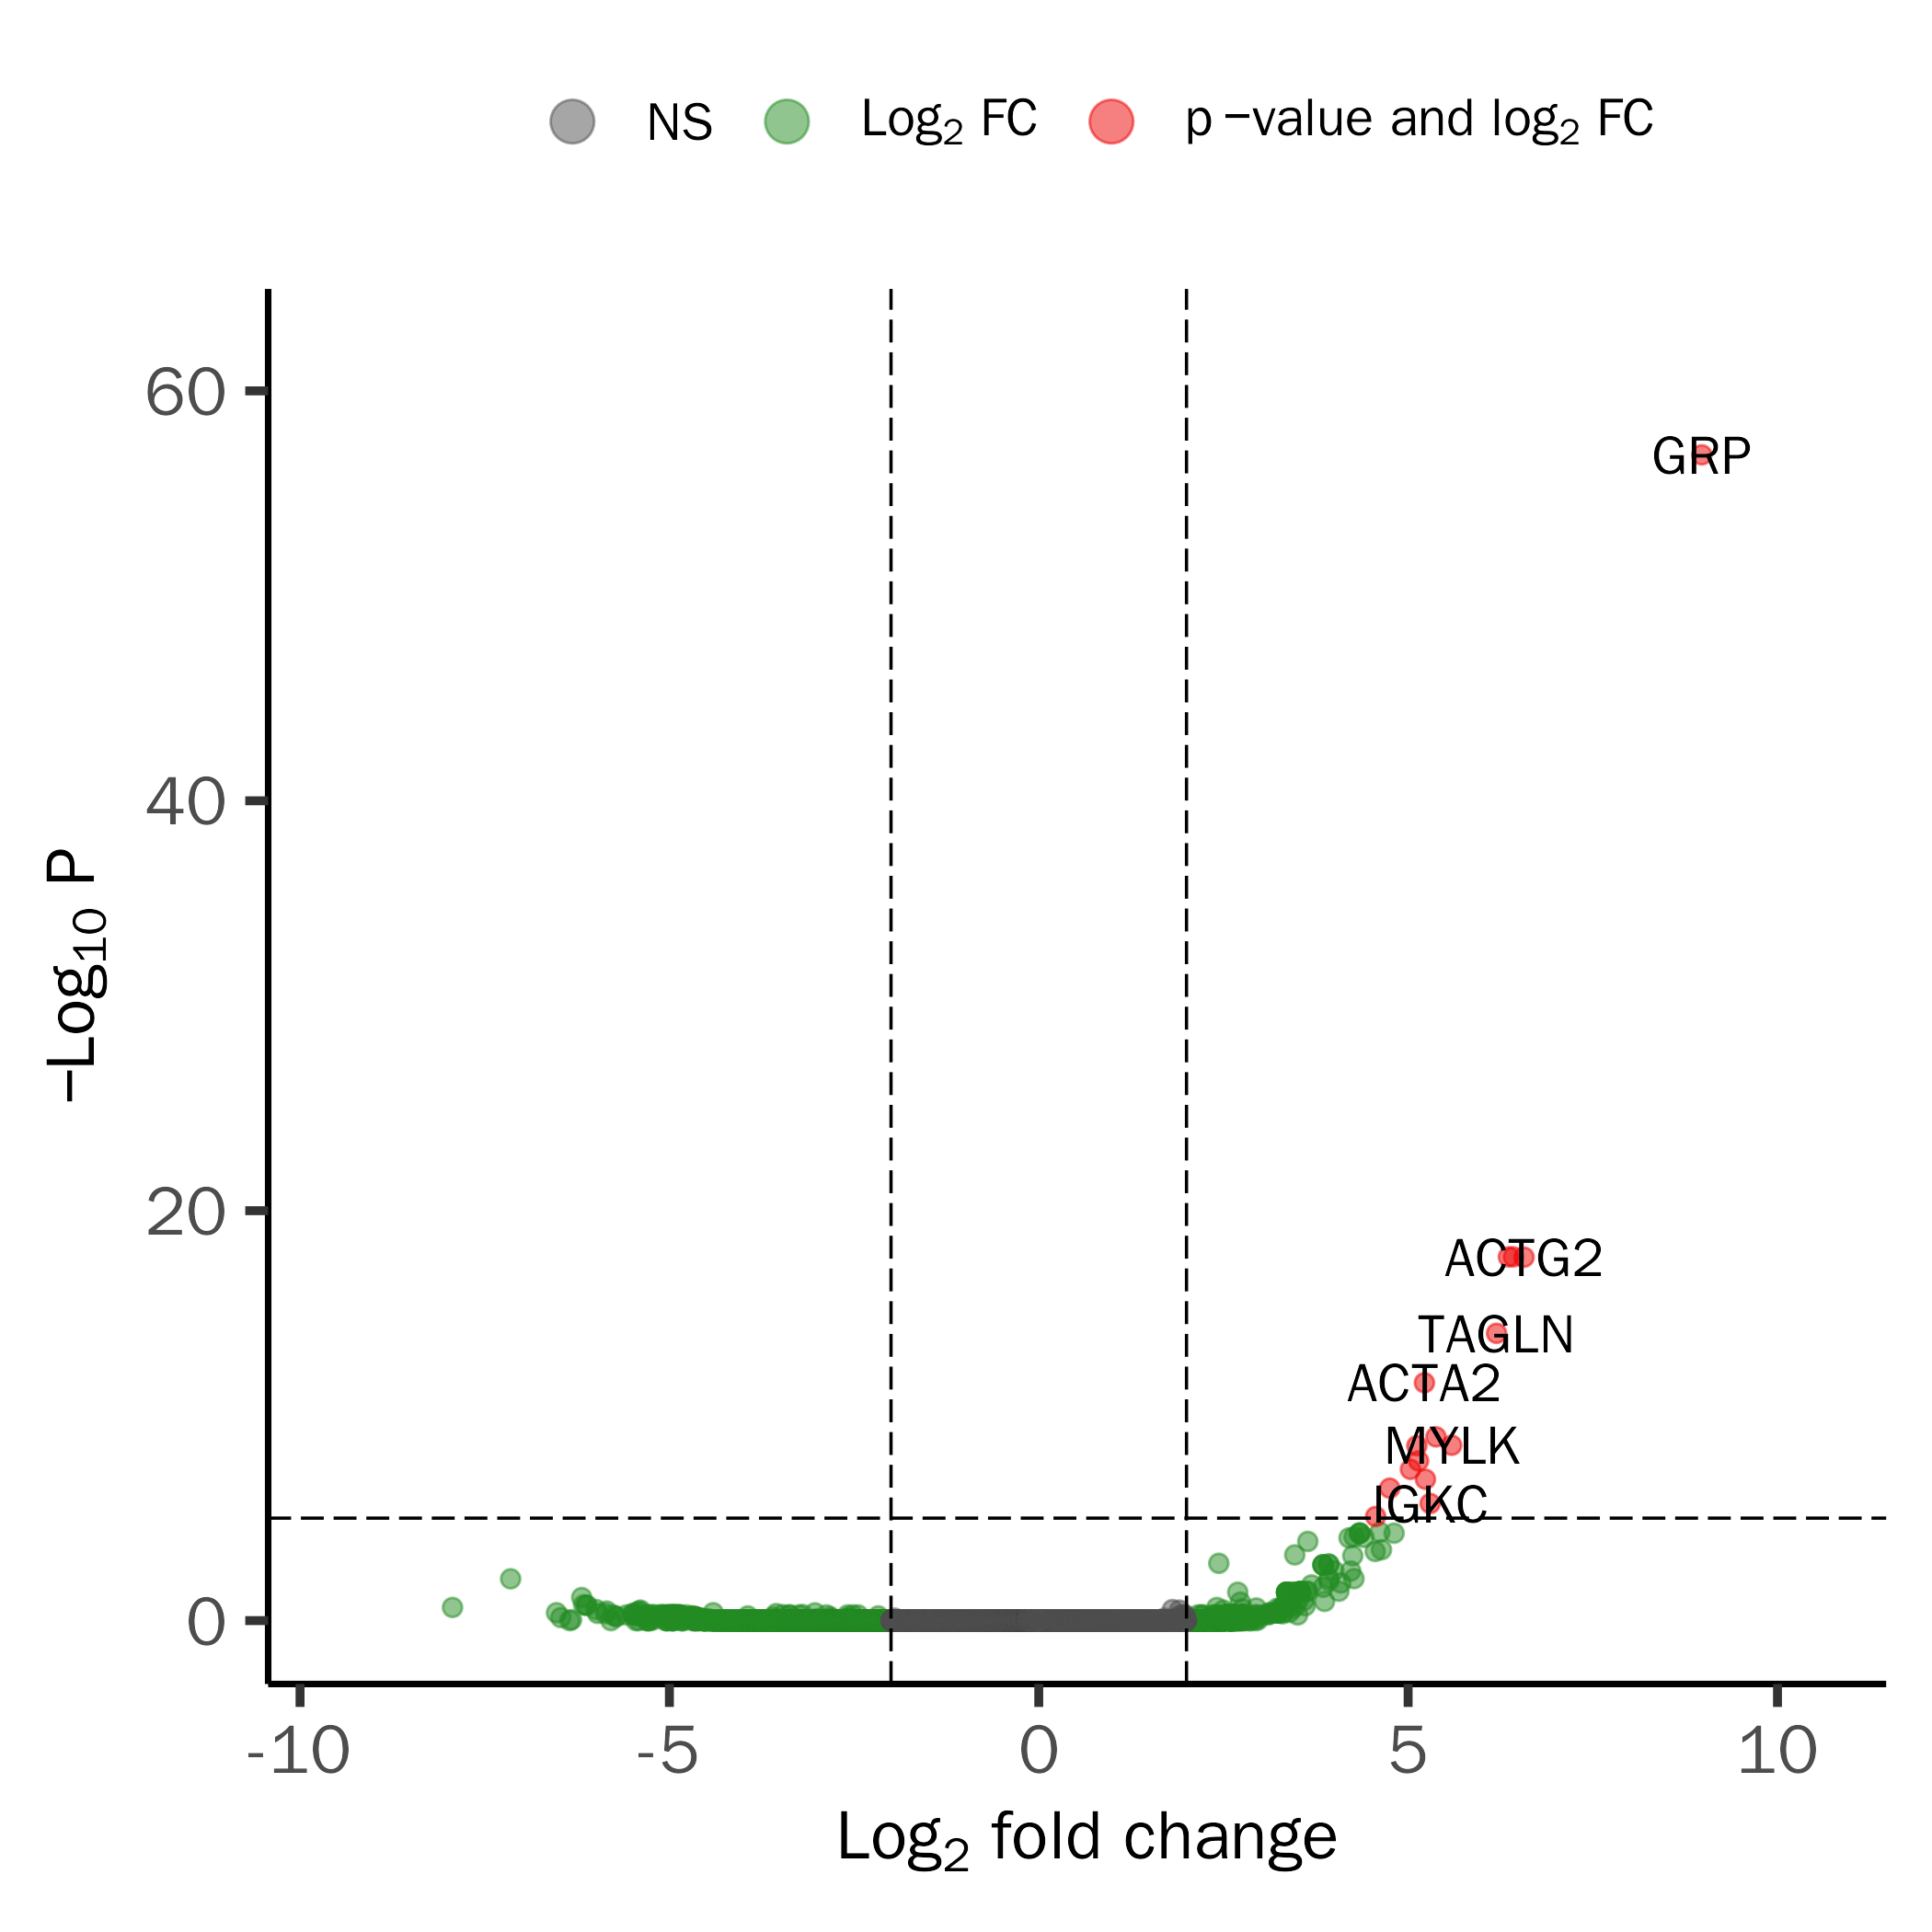 NS Log2 FC p −value and log2 FC
60
GRP
40
−Log10 P
20
ACTG2
TAGLN
ACTA2
MYLK
IGKC
0
-10 -5 0 5 10
Log2 fold change